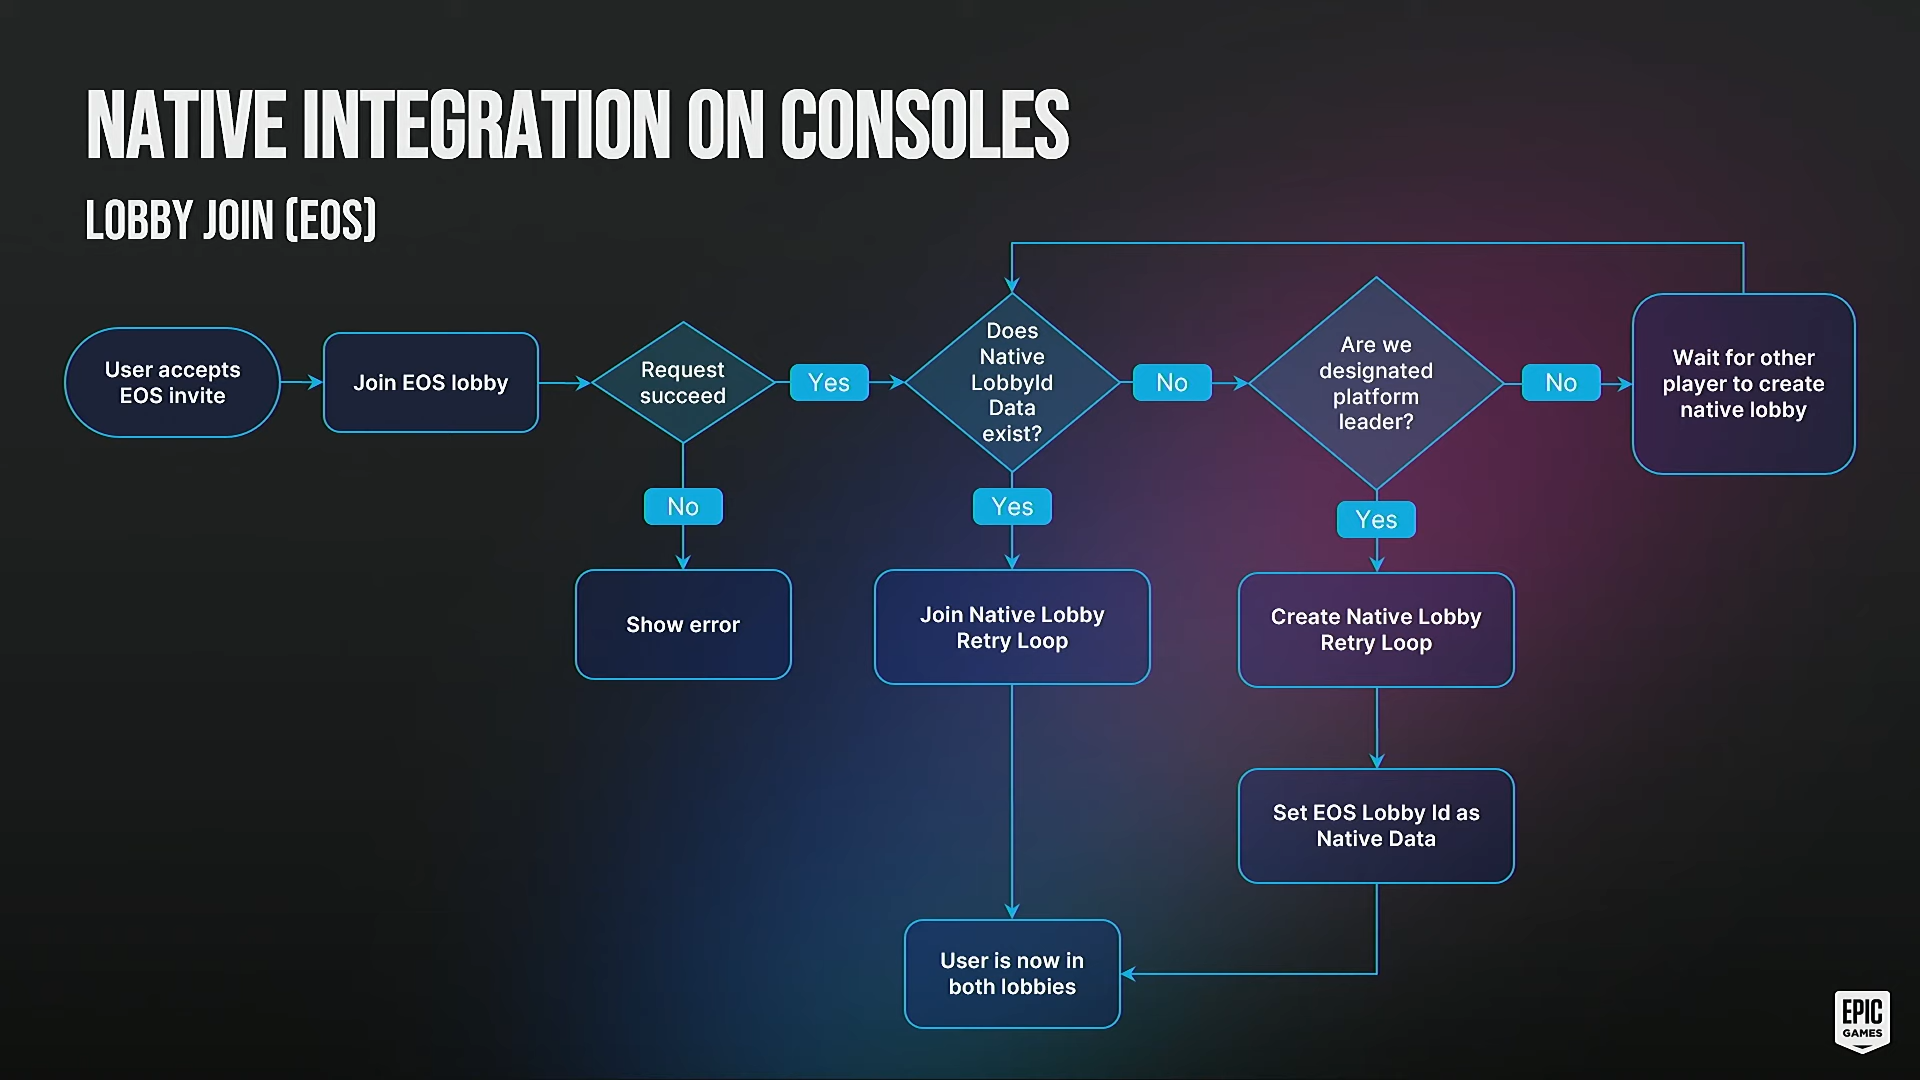 NATIVE INTEGRATION ON CONSOLES
LOBBY JOIN (EOS)
User accepts
EOS invite
Join EOS lobby
Request
succeed
Yes
Does
Native
LobbyId
Data
exist?
No
Are we
designated
platform
leader?
No
Wait for other
player to create
native lobby
No
Yes
Yes
Show error
Join Native Lobby
Retry Loop
Create Native Lobby
Retry Loop
Set EOS Lobby Id as
Native Data
User is now in
both lobbies
EPIC
GAMES